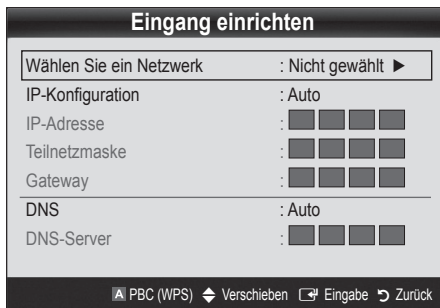 Eingang einrichten
Wählen Sie ein Netzwerk : Nicht gewählt ►
IP-Konfiguration : Auto
IP-Adresse :
Teilnetzmaske :
Gateway :
DNS : Auto
DNS-Server :
A PBC (WPS) Verschieben Eingabe Zurück